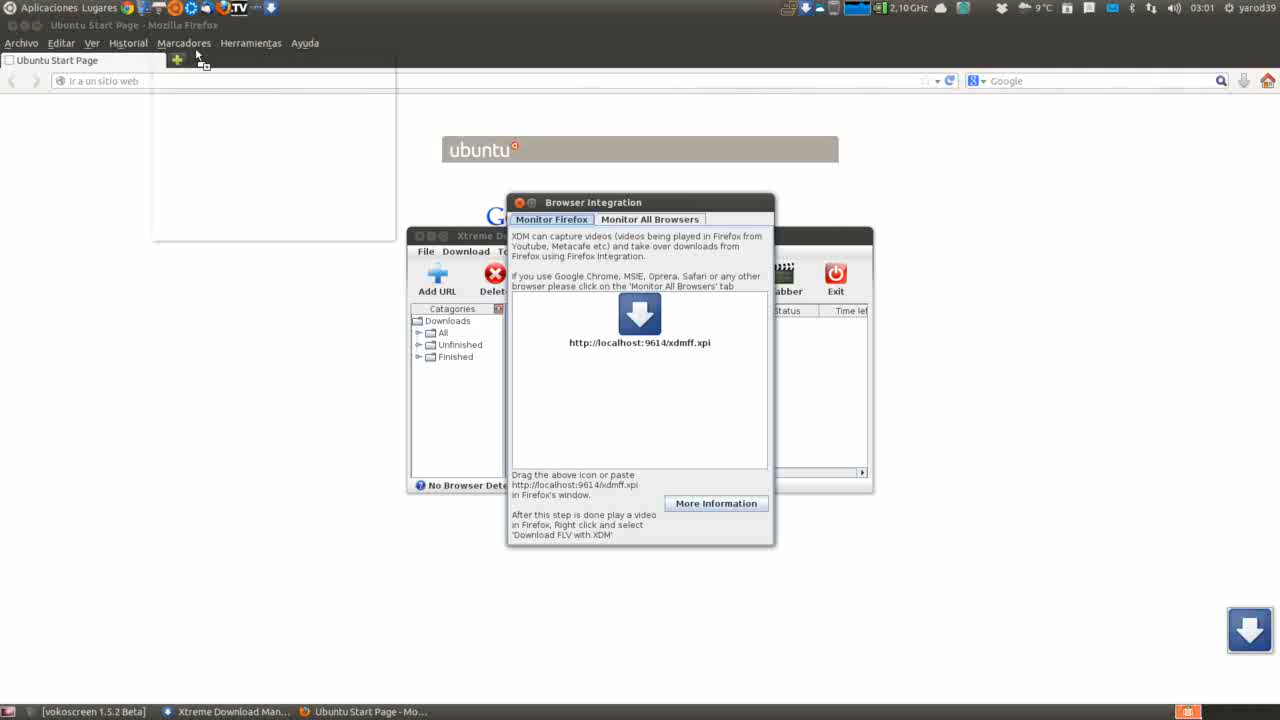 Aplicaciones Lugares
TV
2,10 GHz
9 °C
03:01
yarod39
Ubuntu Start Page - Mozilla Firefox
Archivo Editar Ver Historial Marcadores Herramientas Ayuda
Ubuntu Start Page
Ir a un sitio web
Google
ubuntu
G
Xtreme Do
File Download T
Add URL
Delet
abber
Exit
Catagories
Status
Time lef
Downloads
All
Unfinished
Finished
No Browser Dete
Browser Integration
Monitor Firefox
Monitor All Browsers
XDM can capture videos (videos being played in Firefox from
Youtube, Metacafe etc) and take over downloads from
Firefox using Firefox Integration.
If you use Google Chrome, MSIE, Oprera, Safari or any other
browser please click on the 'Monitor All Browsers' tab
http://localhost:9614/xdmff.xpi
Drag the above icon or paste
http://localhost:9614/xdmff.xpi
in Firefox's window.
More Information
After this step is done play a video
in Firefox, Right click and select
'Download FLV with XDM'
[vokoscreen 1.5.2 Beta]
Xtreme Download Man...
Ubuntu Start Page - Mo...